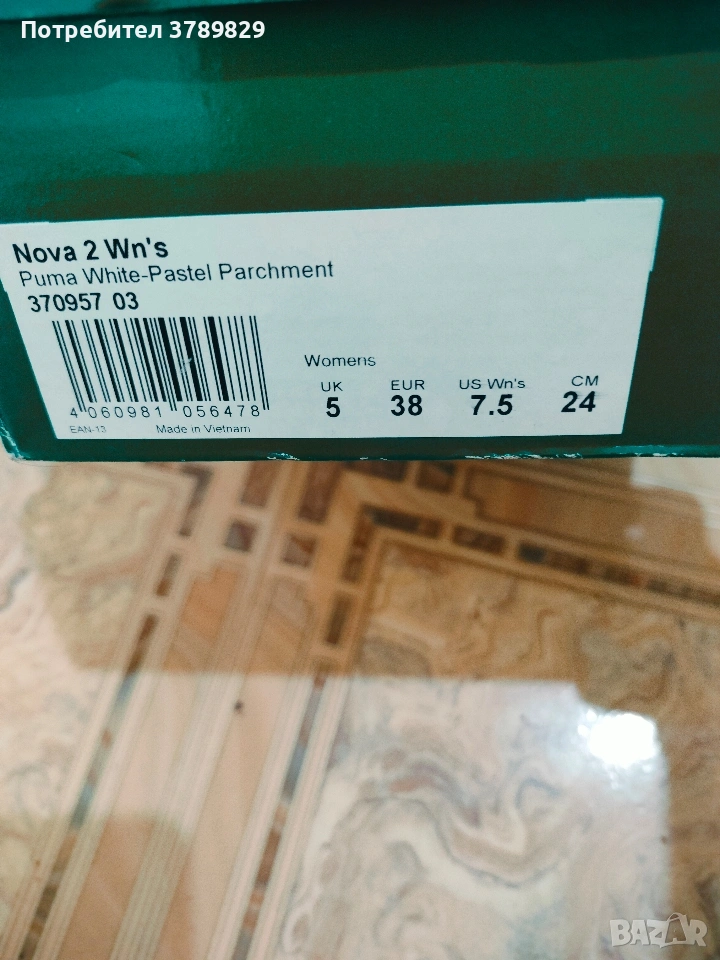 Потребител 3789829
Nova 2 Wn's
Puma White-Pastel Parchment
370957 03
4 060981 056478
EAN-13 Made in Vietnam
Womens
UK EUR US Wn's CM
5 38 7.5 24
BAZAR